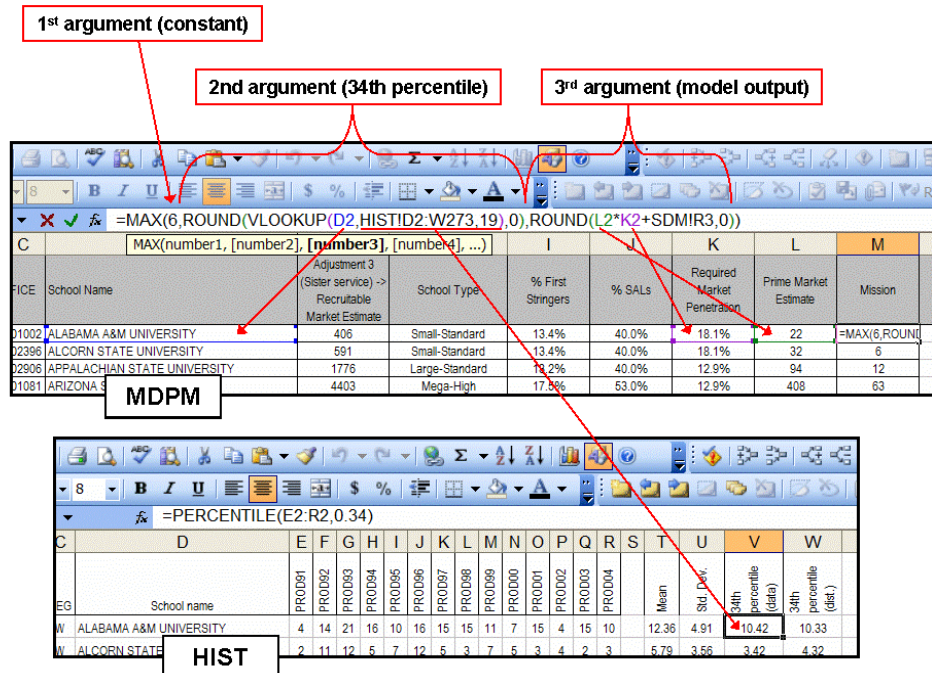 1st argument (constant)
2nd argument (34th percentile)
3rd argument (model output)
8 B I U $ %
=MAX(6,ROUND(VLOOKUP(D2,HIST!D2:W273,19),0),ROUND(L2*K2+SDM!R3,0))
MAX(number1, [number2], [number3], [number4], ...)
C I J K L M
FICE School Name Adjustment 3 (Sister service) -> Recruitable Market Estimate School Type % First Stringers % SALs Required Market Penetration Prime Market Estimate Mission
01002 ALABAMA A&M UNIVERSITY 406 Small-Standard 13.4% 40.0% 18.1% 22 =MAX(6,ROUND
02396 ALCORN STATE UNIVERSITY 591 Small-Standard 13.4% 40.0% 18.1% 32 6
02906 APPALACHIAN STATE UNIVERSITY 1776 Large-Standard 40.0% 12.9% 94 12
01081 ARIZONA 4403 Mega-High 17.5% 53.0% 12.9% 408 63
MDPM
8 B I U $ %
=PERCENTILE(E2:R2,0.34)
C D E F G H I J K L M N O P Q R S T U V W
EG School name PROD91 PROD92 PROD93 PROD94 PROD95 PROD96 PROD97 PROD98 PROD99 PROD00 PROD01 PROD02 PROD03 PROD04 Mean Std. Dev. 34th percentile (data) 34th percentile (dist.)
W ALABAMA A&M UNIVERSITY 4 14 21 16 10 16 15 15 11 7 15 4 15 10 12.36 4.91 10.42 10.33
W ALCORN STATE 2 11 12 5 7 12 5 3 7 5 3 4 2 3 5.79 3.56 3.42 4.32
HIST